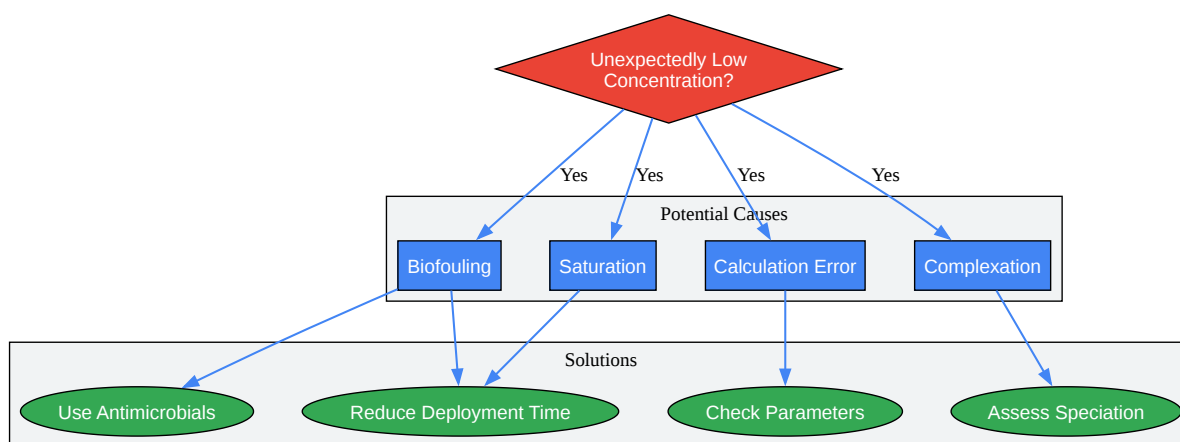 Unexpectedly Low
Concentration?
Yes
Yes
Yes
Yes
Potential Causes
Biofouling
Saturation
Calculation Error
Complexation
Solutions
Use Antimicrobials
Reduce Deployment Time
Check Parameters
Assess Speciation